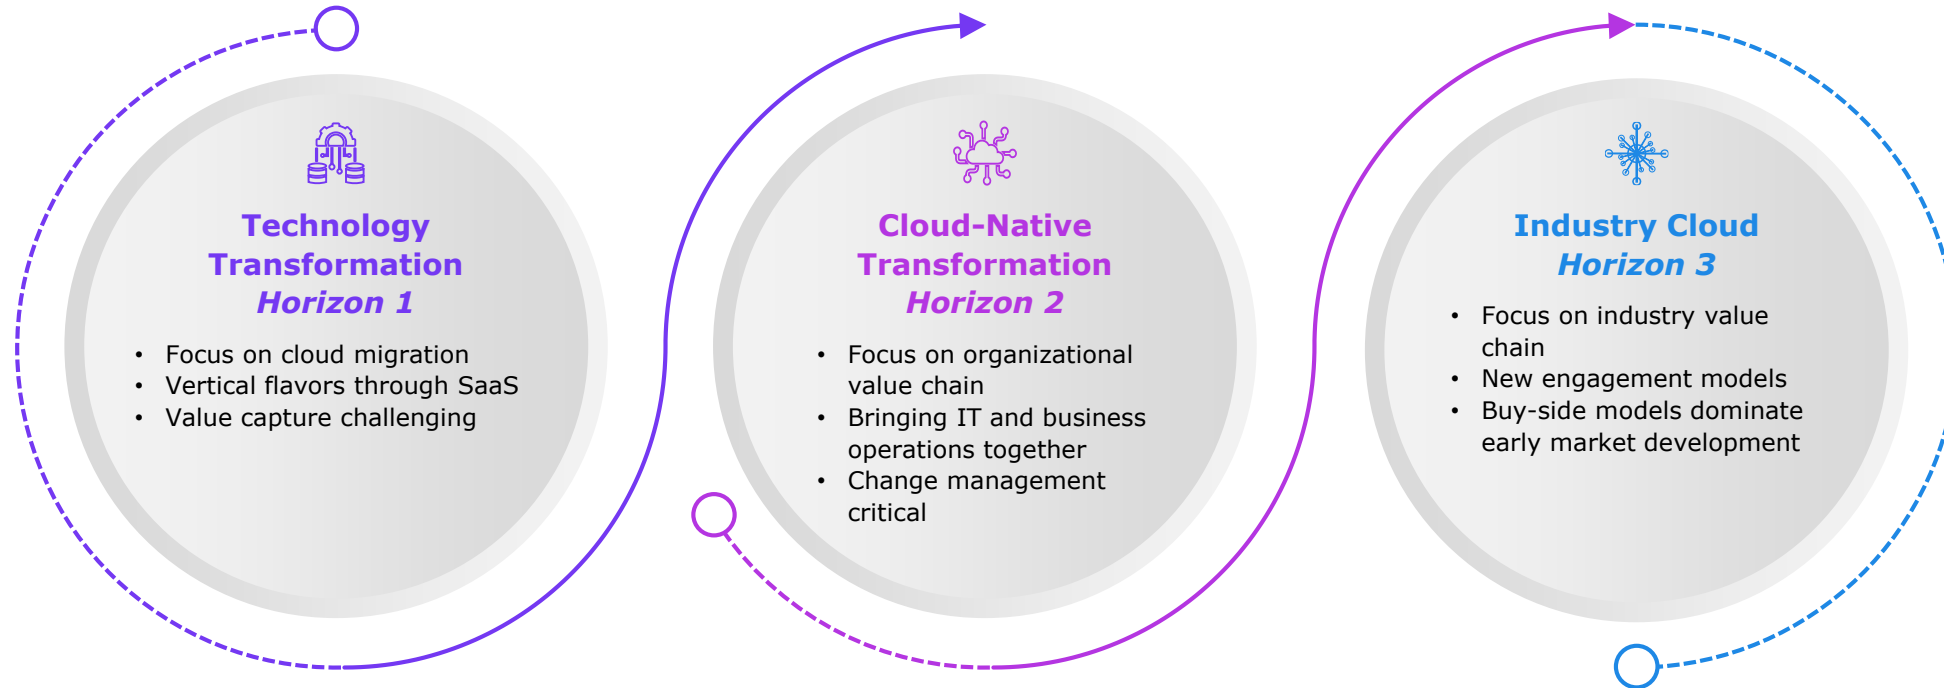 Technology
Transformation
Horizon 1
• Focus on cloud migration
• Vertical flavors through SaaS
• Value capture challenging
Cloud-Native
Transformation
Horizon 2
• Focus on organizational
value chain
• Bringing IT and business
operations together
• Change management
critical
Industry Cloud
Horizon 3
• Focus on industry value
chain
• New engagement models
• Buy-side models dominate
early market development